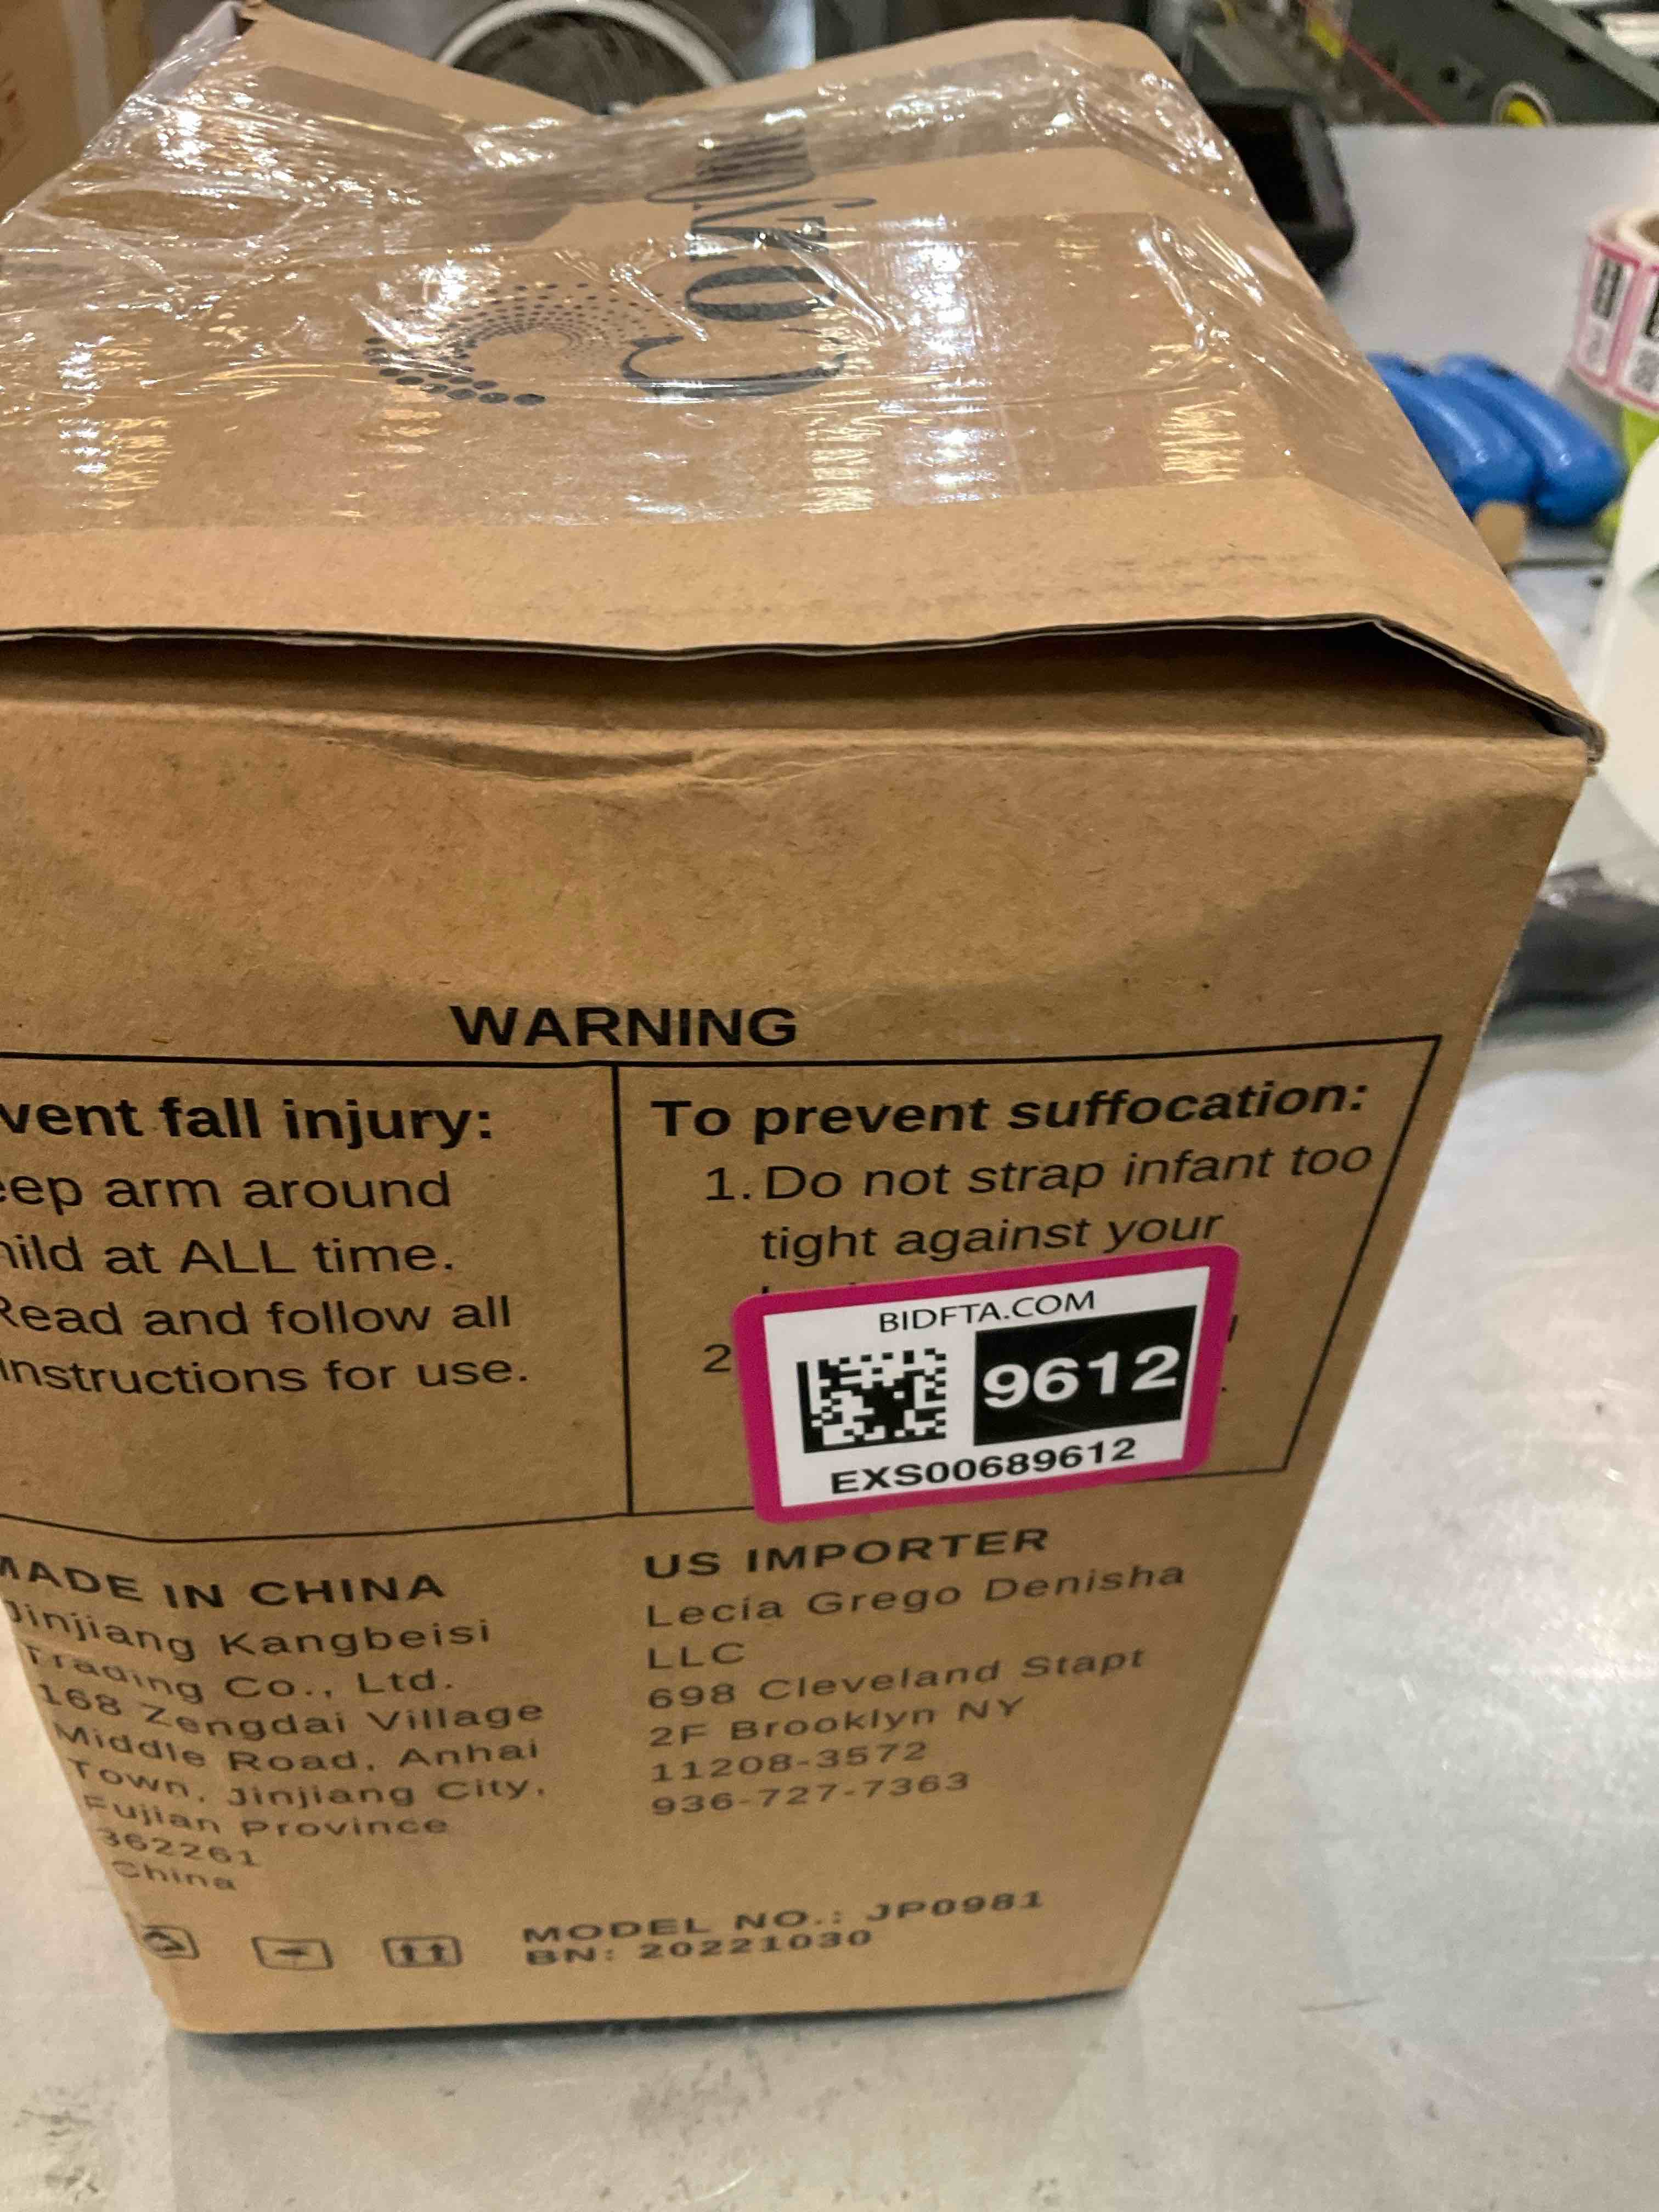 WARNING
vent fall injury:
eep arm around
hild at ALL time.
Read and follow all
instructions for use.
To prevent suffocation:
1. Do not strap infant too
tight against your
2
BIDFTA.COM
9612
EXS00689612
MADE IN CHINA
Jinjiang Kangbeisi
Trading Co., Ltd.
168 Zengdai Village
Middle Road, Anhai
Town, Jinjiang City,
Fujian Province
362261
China
US IMPORTER
Lecia Grego Denisha
LLC
698 Cleveland Stapt
2F Brooklyn NY
11208-3572
936-727-7363
MODEL NO.: JP0981
BN: 20221030